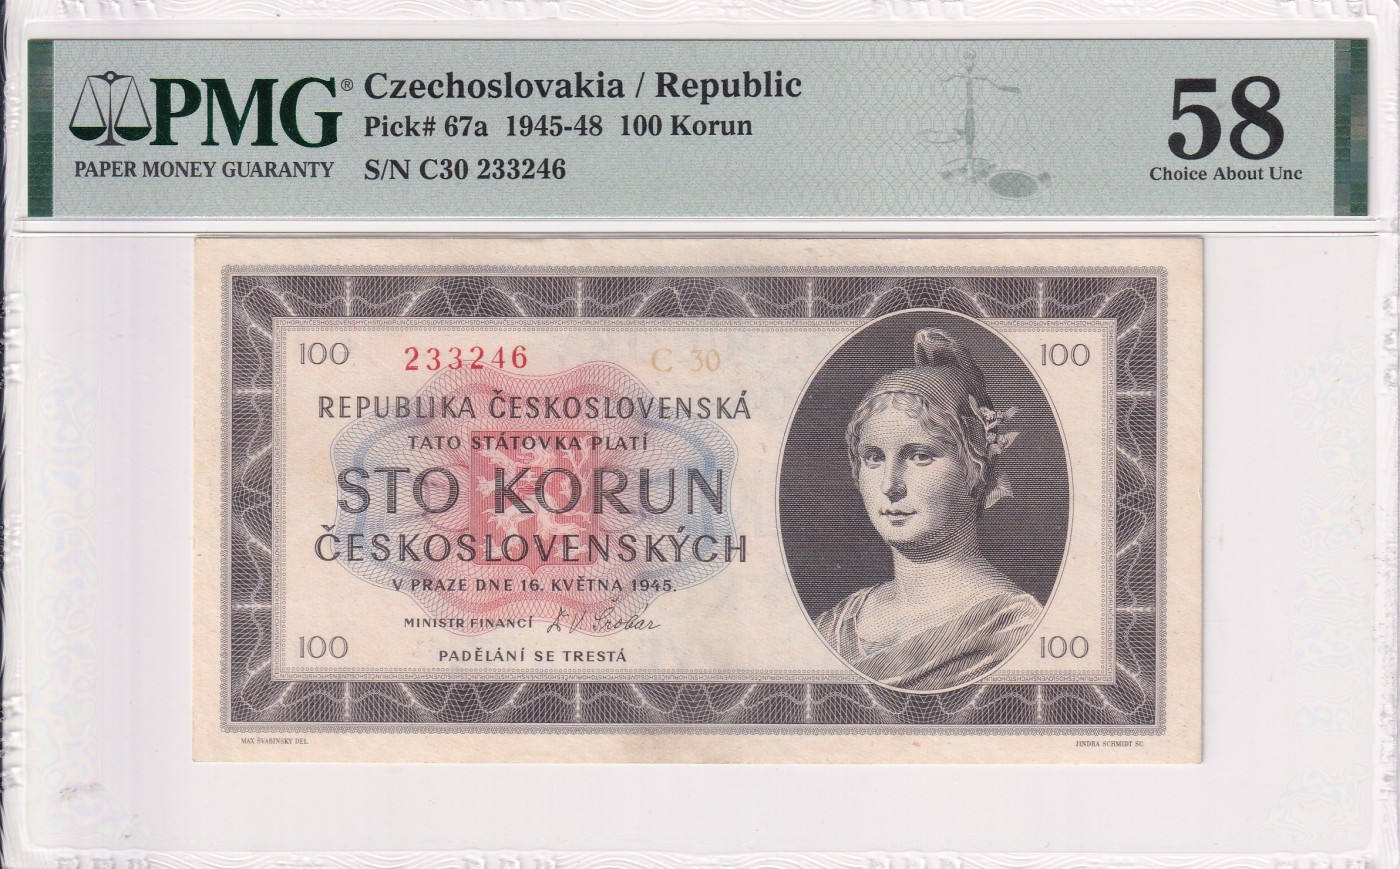 PMG®
PAPER MONEY GUARANTY
Czechoslovakia / Republic
Pick# 67a 1945-48 100 Korun
S/N C30 233246
58
Choice About Unc
100 233246 C 30 100
REPUBLIKA ČESKOSLOVENSKÁ
TATO STÁTOVKA PLATÍ
STO KORUN
ČESKOSLOVENSKÝCH
V PRAZE DNE 16. KVĚTNA 1945.
MINISTR FINANCÍ
100 PADĚLÁNÍ SE TRESTÁ 100
MAX ŠVABINSKÝ DEL. JINDRA SCHMIDT SC.